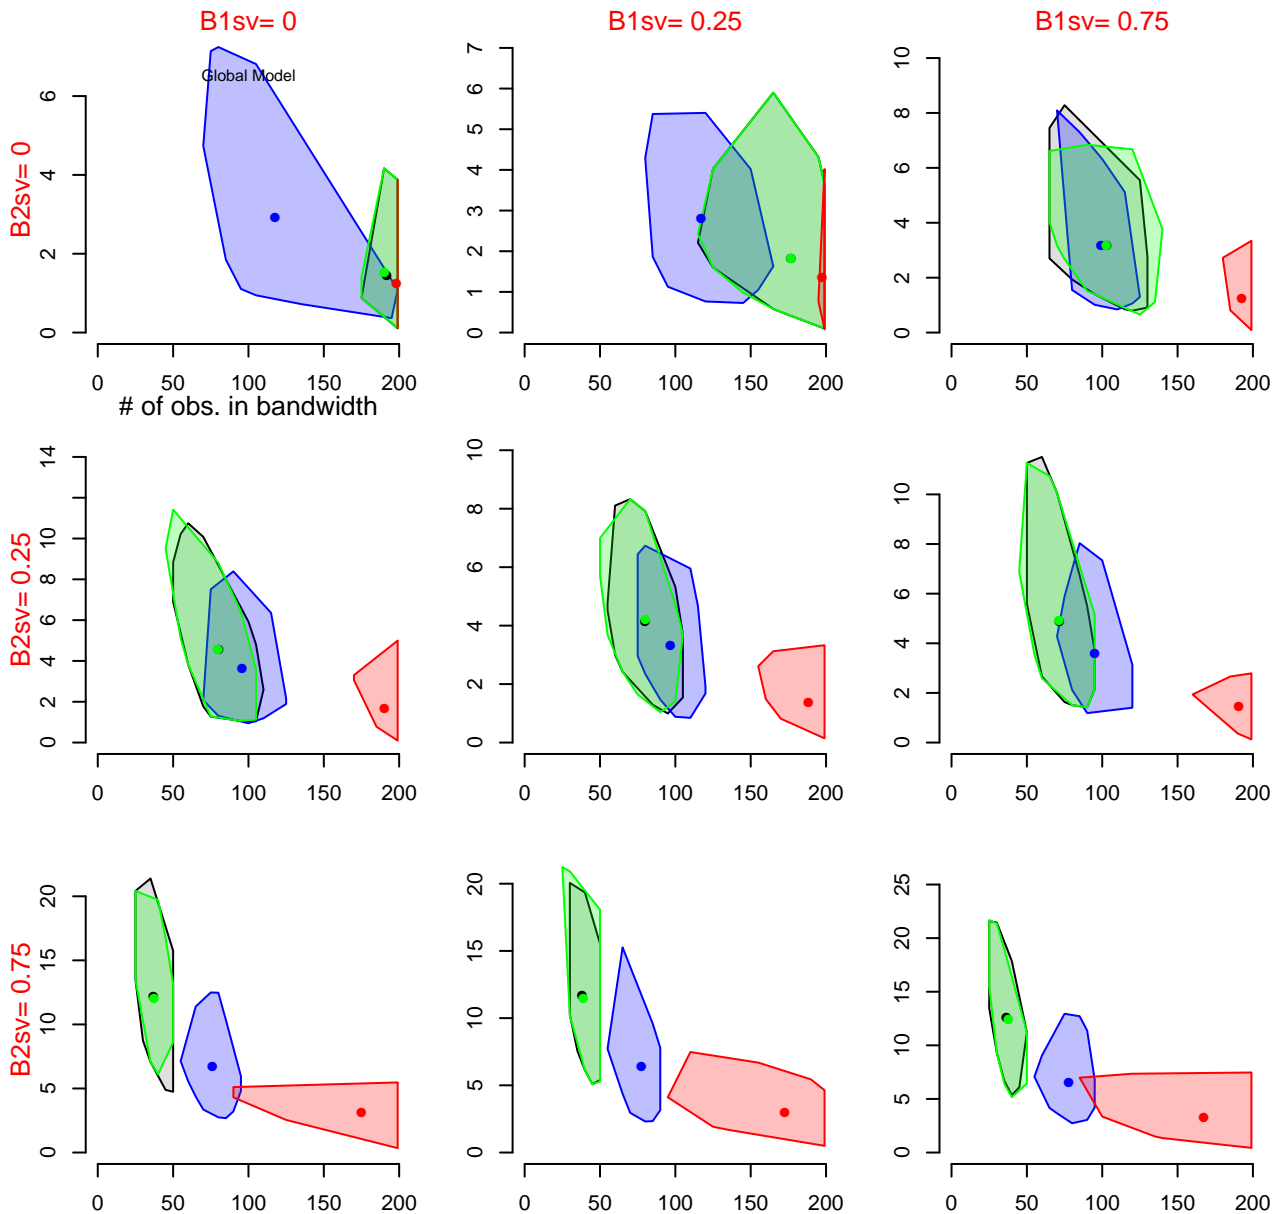 B1sv= 0
B1sv= 0.25
B1sv= 0.75
B2sv= 0
Global Model
0 2 4 6
0 50 100 150 200
# of obs. in bandwidth
0 1 2 3 4 5 6 7
0 50 100 150 200
0 2 4 6 8 10
0 50 100 150 200
B2sv= 0.25
0 2 4 6 8 10 14
0 50 100 150 200
0 2 4 6 8 10
0 50 100 150 200
0 2 4 6 8 10
0 50 100 150 200
B2sv= 0.75
0 5 10 15 20
0 50 100 150 200
0 5 10 15 20
0 50 100 150 200
0 5 10 15 20 25
0 50 100 150 200